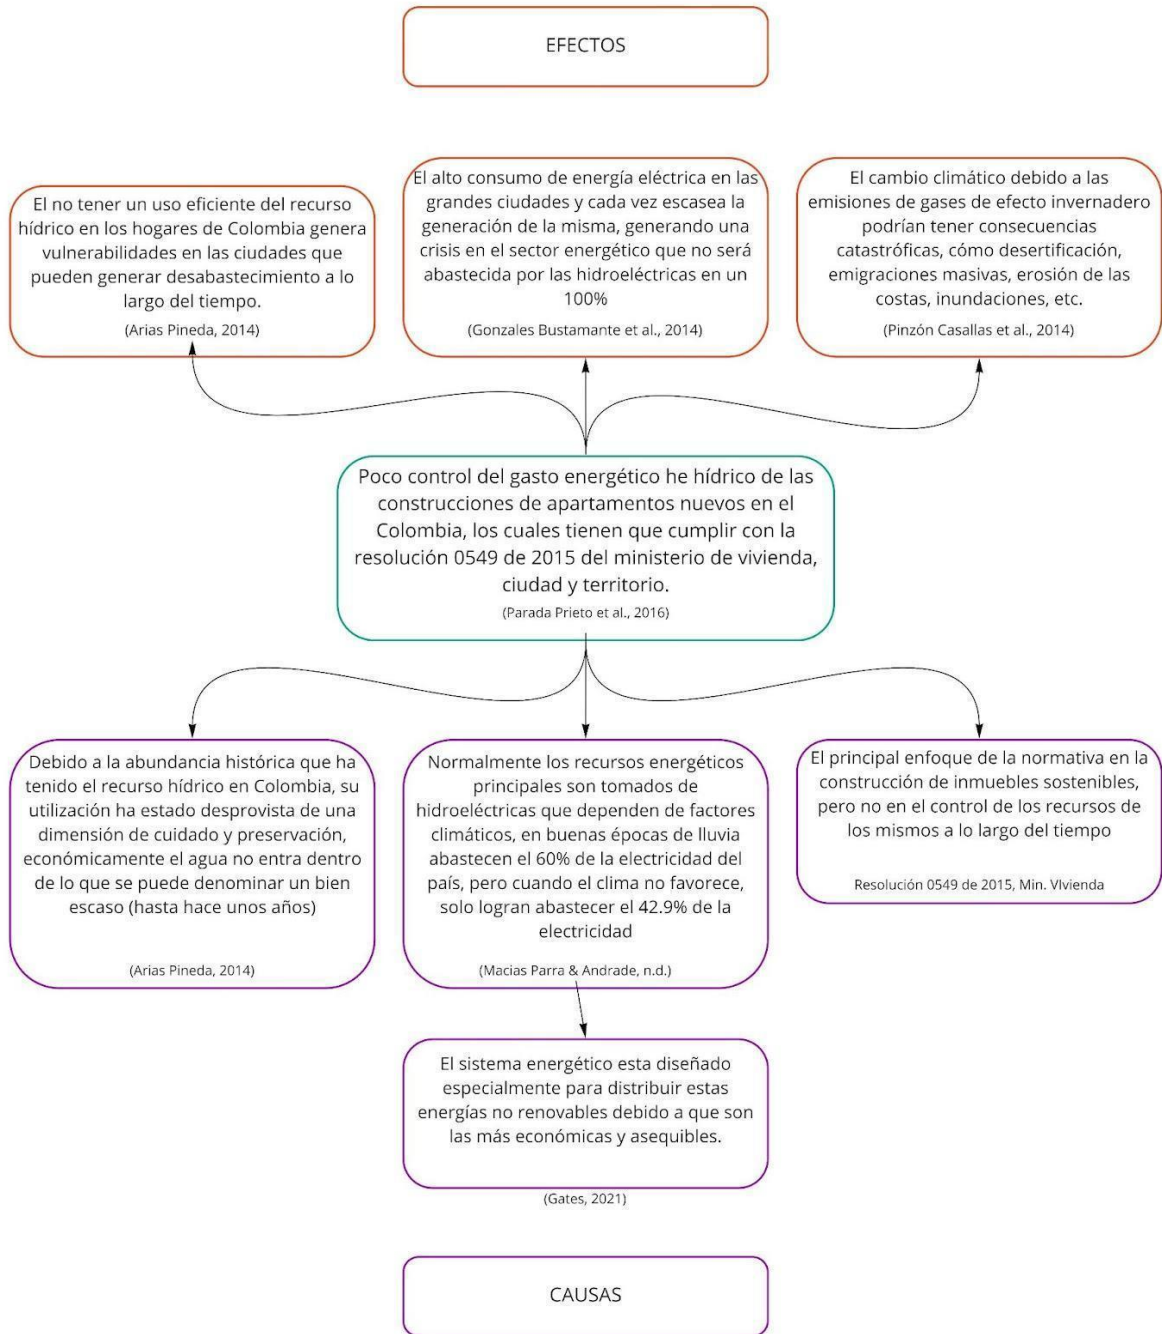 EFECTOS
El no tener un uso eficiente del recurso
hídrico en los hogares de Colombia genera
vulnerabilidades en las ciudades que
pueden generar desabastecimiento a lo
largo del tiempo.
(Arias Pineda, 2014)
El alto consumo de energía eléctrica en las
grandes ciudades y cada vez escasea la
generación de la misma, generando una
crisis en el sector energético que no será
abastecida por las hidroeléctricas en un
100%
(Gonzales Bustamante et al., 2014)
El cambio climático debido a las
emisiones de gases de efecto invernadero
podrían tener consecuencias
catastróficas, cómo desertificación,
emigraciones masivas, erosión de las
costas, inundaciones, etc.
(Pinzón Casallas et al., 2014)
Poco control del gasto energético he hídrico de las
construcciones de apartamentos nuevos en el
Colombia, los cuales tienen que cumplir con la
resolución 0549 de 2015 del ministerio de vivienda,
ciudad y territorio.
(Parada Prieto et al., 2016)
Debido a la abundancia histórica que ha
tenido el recurso hídrico en Colombia, su
utilización ha estado desprovista de una
dimensión de cuidado y preservación,
económicamente el agua no entra dentro
de lo que se puede denominar un bien
escaso (hasta hace unos años)
(Arias Pineda, 2014)
Normalmente los recursos energéticos
principales son tomados de
hidroeléctricas que dependen de factores
climáticos, en buenas épocas de lluvia
abastecen el 60% de la electricidad del
país, pero cuando el clima no favorece,
solo logran abastecer el 42.9% de la
electricidad
(Macias Parra & Andrade, n.d.)
El principal enfoque de la normativa en la
construcción de inmuebles sostenibles,
pero no en el control de los recursos de
los mismos a lo largo del tiempo
Resolución 0549 de 2015, Min. VIvienda
El sistema energético esta diseñado
especialmente para distribuir estas
energías no renovables debido a que son
las más económicas y asequibles.
(Gates, 2021)
CAUSAS